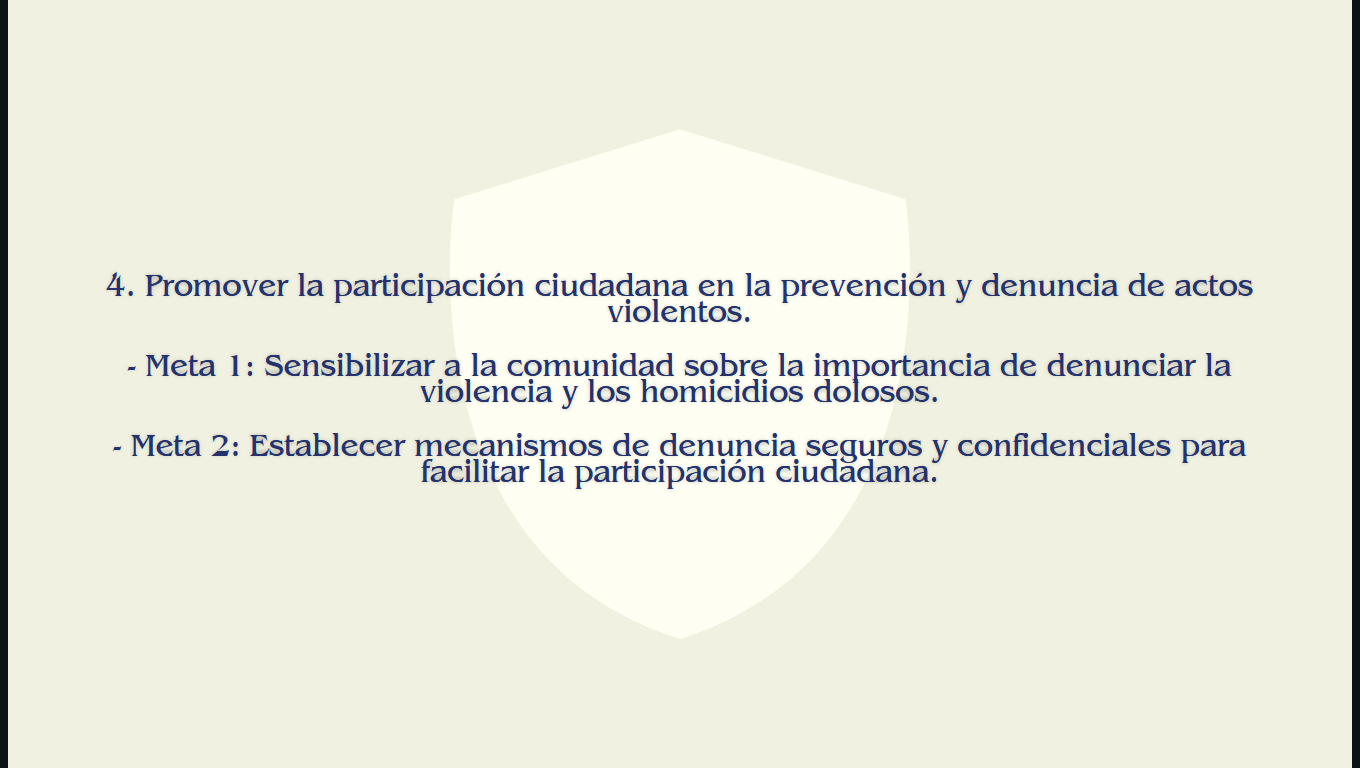 4. Promover la participación ciudadana en la prevención y denuncia de actos
violentos.
- Meta 1: Sensibilizar a la comunidad sobre la importancia de denunciar la
violencia y los homicidios dolosos.
- Meta 2: Establecer mecanismos de denuncia seguros y confidenciales para
facilitar la participación ciudadana.